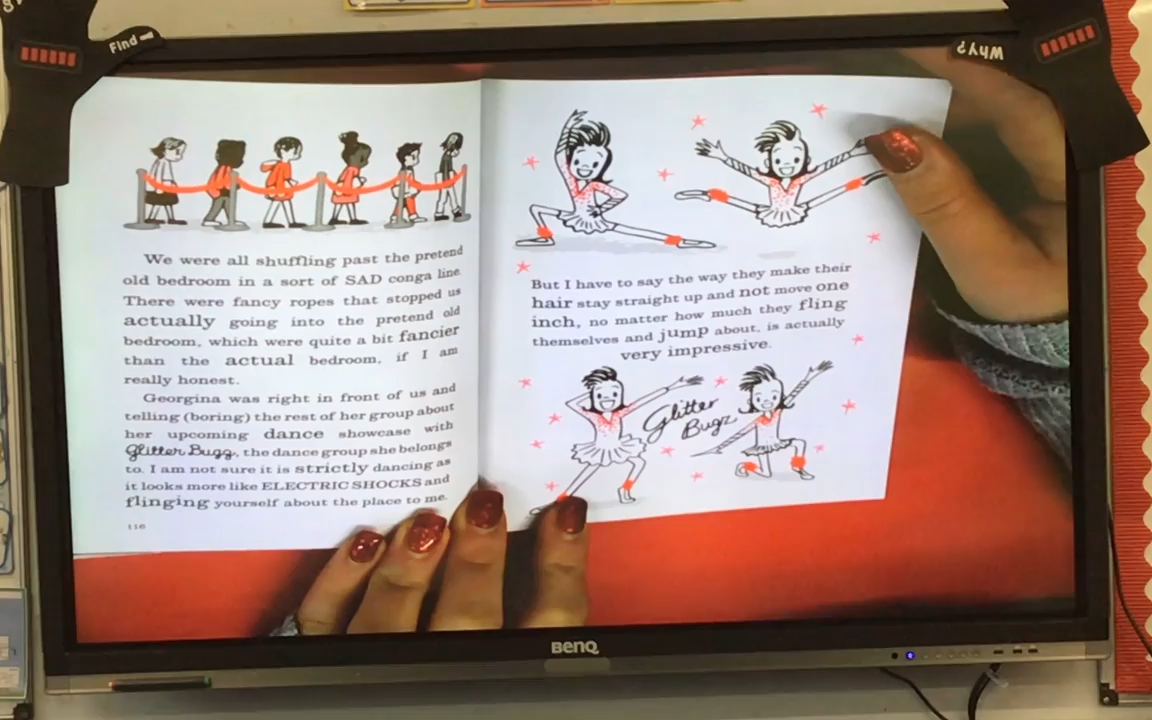 Find
Why?
We were all shuffling past the pretend
old bedroom in a sort of SAD conga line.
There were fancy ropes that stopped us
actually going into the pretend old
bedroom, which were quite a bit fancier
than the actual bedroom, if I am
really honest.
Georgina was right in front of us and
telling (boring) the rest of her group about
her upcoming dance showcase with
Glitter Bugz, the dance group she belongs
to. I am not sure it is strictly dancing as
it looks more like ELECTRIC SHOCKS and
flinging yourself about the place to me.
116
But I have to say the way they make their
hair stay straight up and not move one
inch, no matter how much they fling
themselves and jump about, is actually
very impressive.
Glitter
Bugz
BenQ